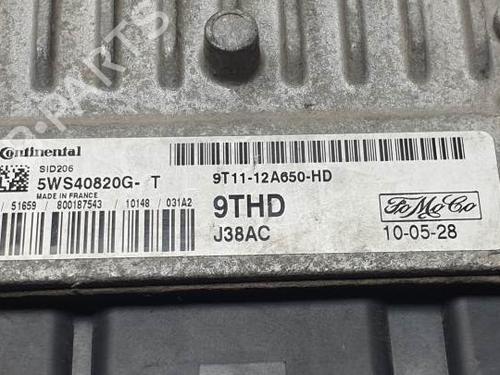 Continental
SID206
5WS40820G- T
MADE IN FRANCE
/ 51659 / 800187543 / 10148 / 031A2
9T11-12A650-HD
9THD
J38AC
FoMoCo
10-05-28